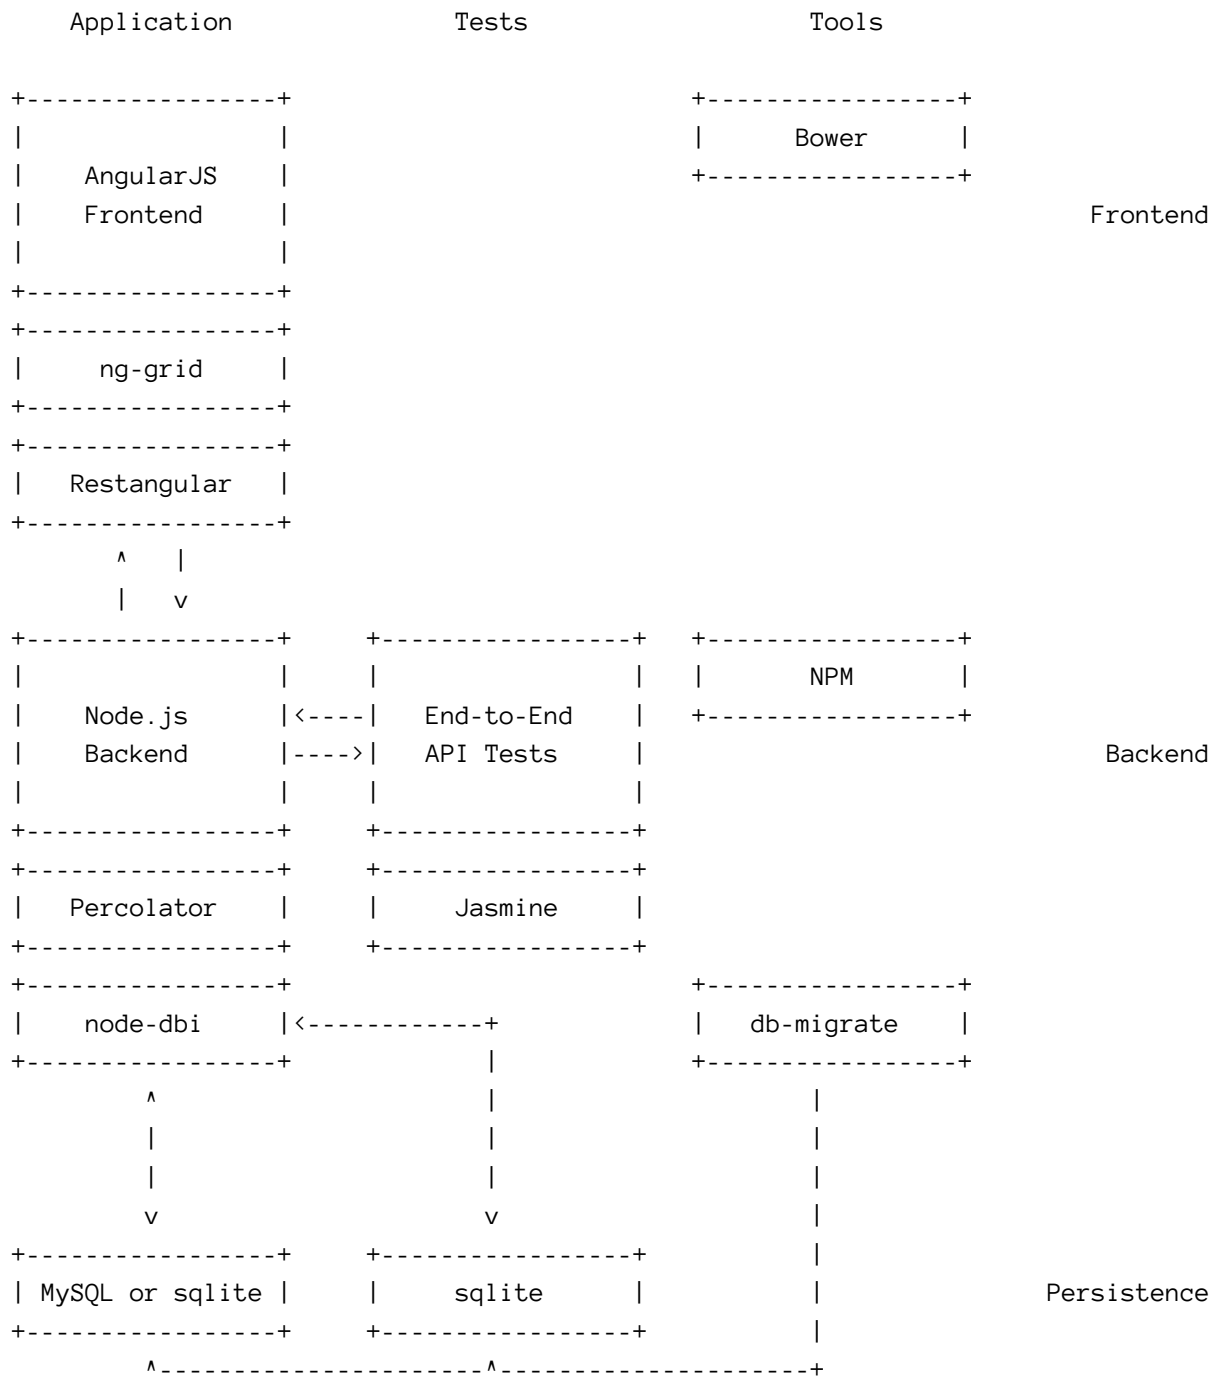 Application Tests Tools
Bower
AngularJS
Frontend Frontend
ng-grid
Restangular
NPM
Node.js End-to-End
Backend API Tests Backend
Percolator Jasmine
node-dbi db-migrate
MySQL or sqlite sqlite Persistence